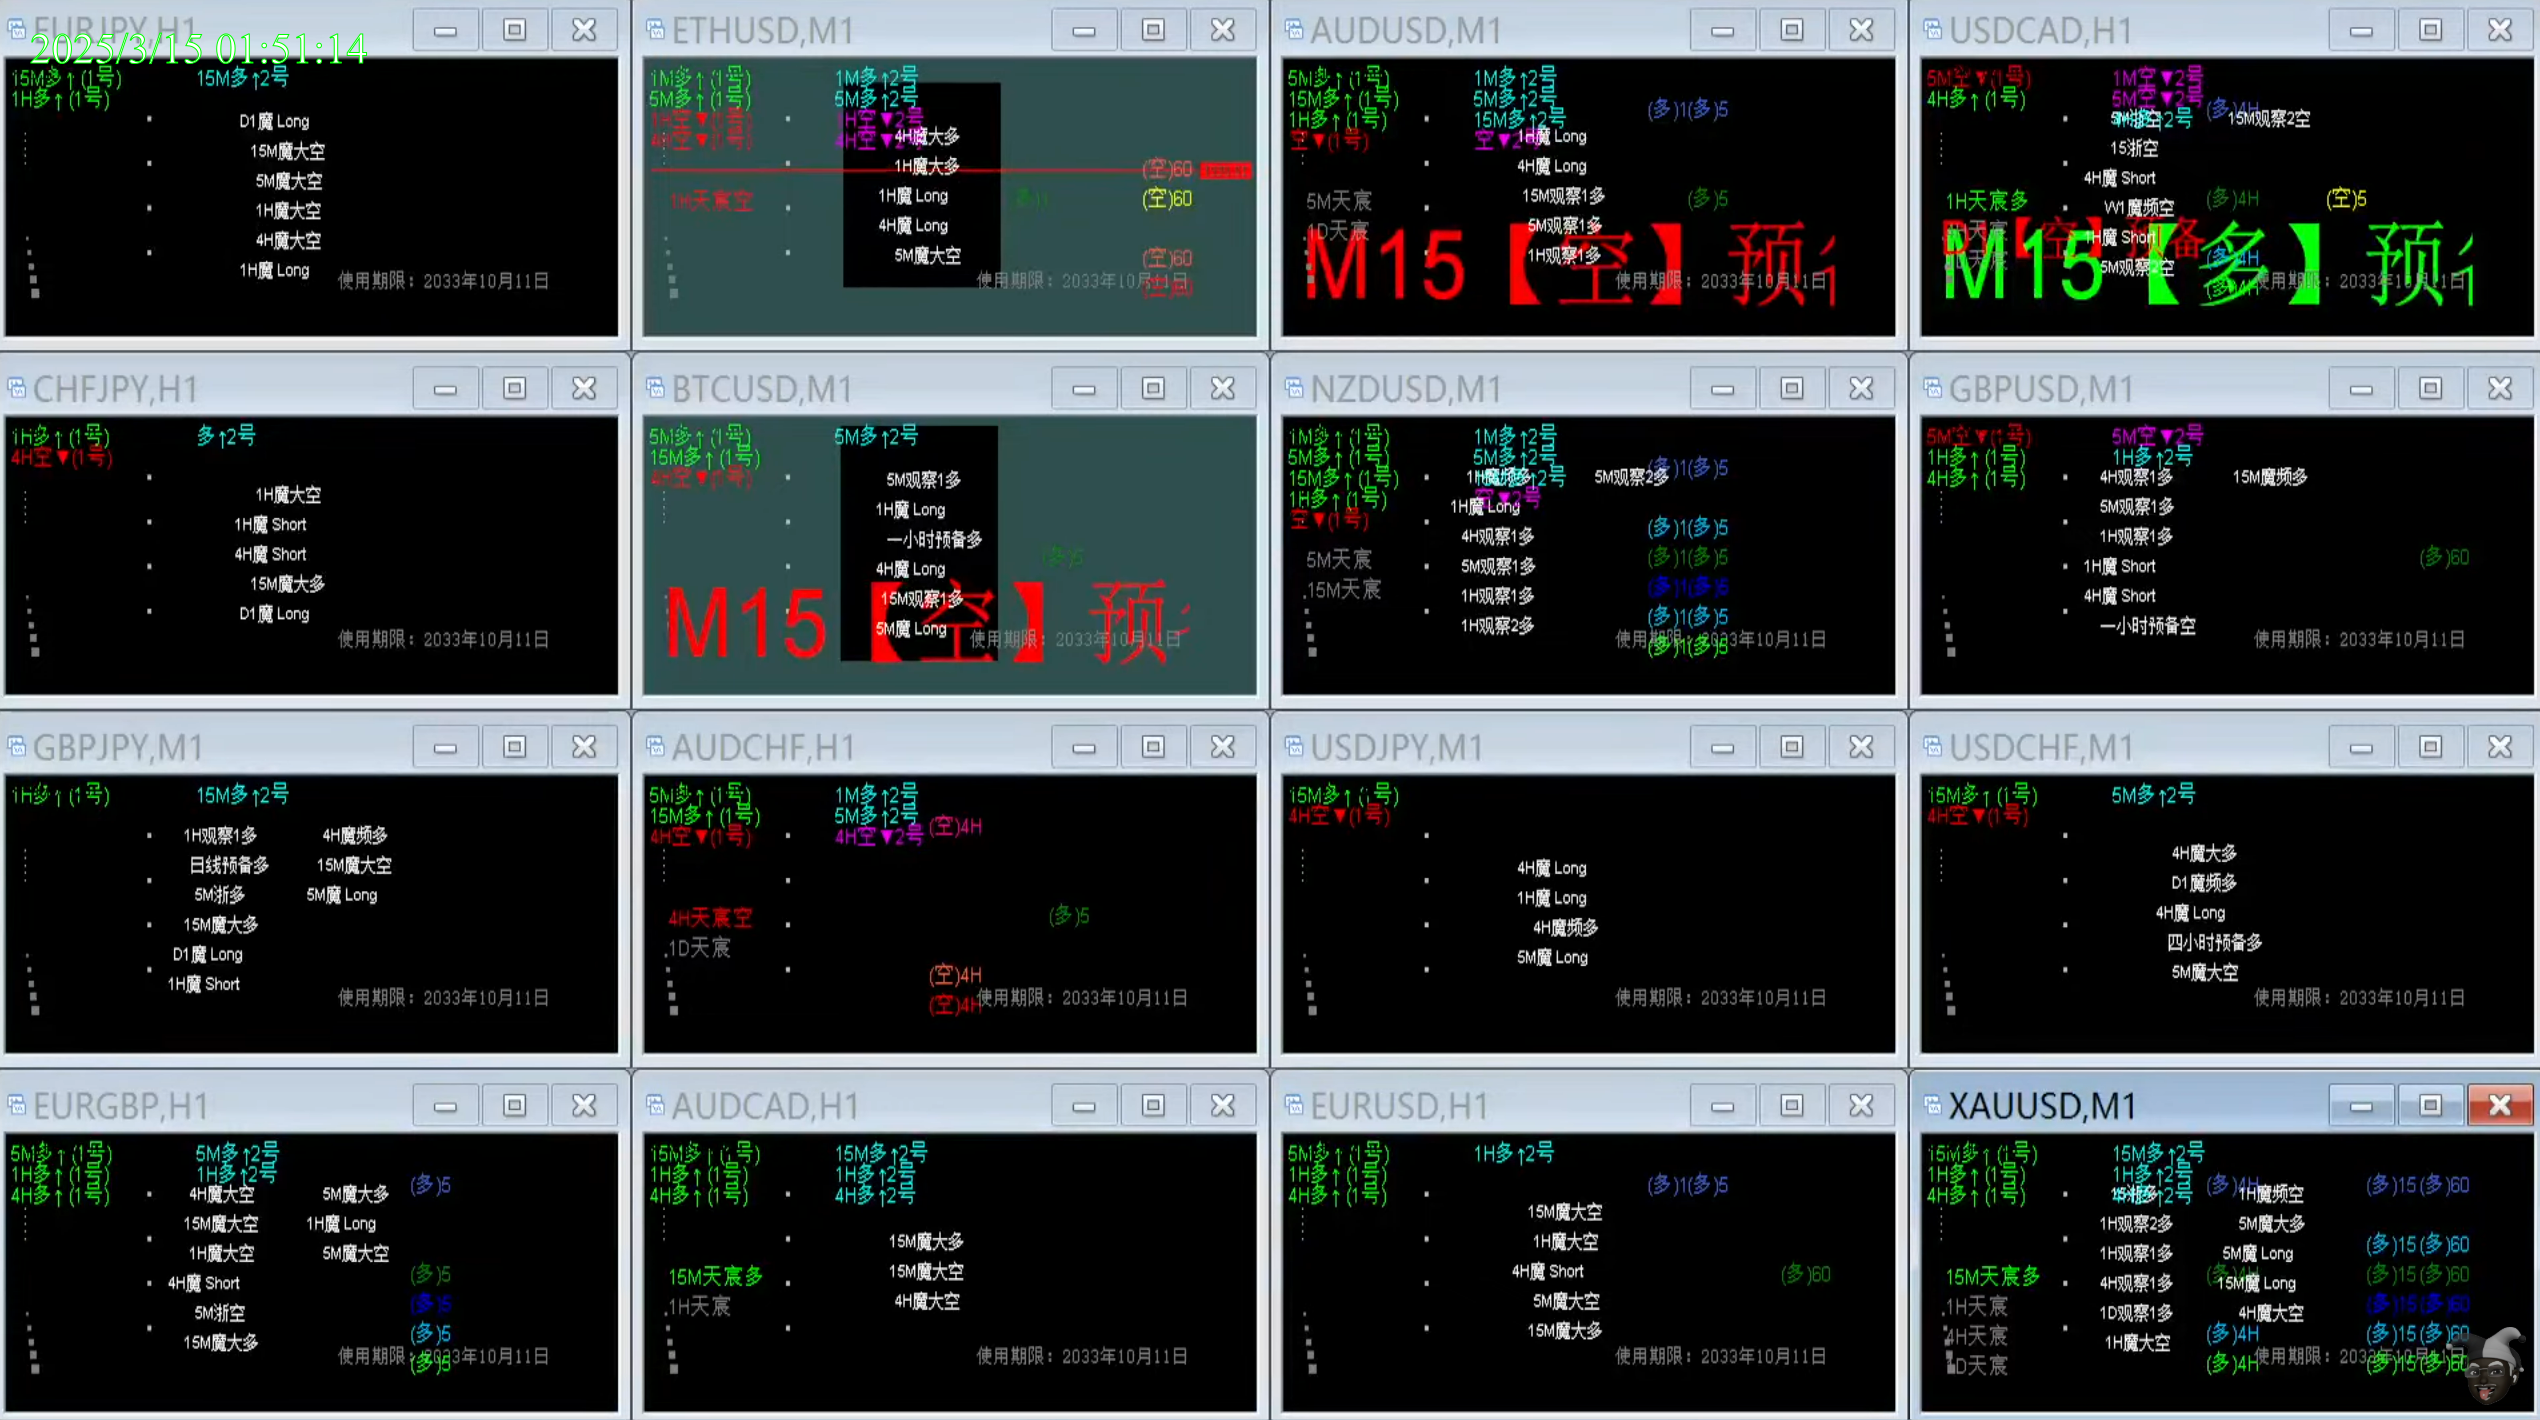 EURJPY,H1
2025/3/15 01:51:14
15M多↑(1号) 15M多↑2号
1H多↑(1号)
D1魔 Long
15M魔大空
5M魔大空
1H魔大空
4H魔大空
1H魔 Long
使用期限：2033年10月11日
ETHUSD,M1
1M多↑(1号) 1M多↑2号
5M多↑(1号) 5M多↑2号
1H空▼(1号) 1H空▼2号
4H空▼(1号) 4H空▼2号
4H魔大多
1H魔大多 (空)60
1H天宸空 1H魔 Long (空)60
4H魔 Long
5M魔大空 (空)60
使用期限：2033年10月11日
AUDUSD,M1
5M多↑(1号) 1M多↑2号
15M多↑(1号) 5M多↑2号 (多)1(多)5
1H多↑(1号) 15M多↑2号
空▼(1号) 空▼2号 1H魔 Long
4H魔 Long
5M天宸 15M观察1多 (多)5
1D天宸 5M观察1多
M15【空】预
1H观察1多
使用期限：2033年10月11日
USDCAD,H1
5M空▼(1号) 1M空▼2号
4H多↑(1号) 5M空▼2号 (多)4H
15M观察2空
15浙空
4H魔 Short
1H天宸多 W1魔频空 (多)4H (空)5
1H魔 Short
M15【多】预
5M观察2空
使用期限：2033年10月11日
CHFJPY,H1
1H多↑(1号) 多↑2号
4H空▼(1号)
1H魔大空
1H魔 Short
4H魔 Short
15M魔大多
D1魔 Long
使用期限：2033年10月11日
BTCUSD,M1
5M多↑(1号) 5M多↑2号
15M多↑(1号)
4H空▼(1号) 5M观察1多
1H魔 Long
一小时预备多
(多)5
4H魔 Long
15M观察1多
M15【空】预
5M魔 Long
使用期限：2033年10月11日
NZDUSD,M1
1M多↑(1号) 1M多↑2号
5M多↑(1号) 5M多↑2号 (多)1(多)5
15M多↑(1号) 1H魔频多 5M观察2多
1H多↑(1号) 空▼2号
空▼(1号) 1H魔 Long
4H观察1多 (多)1(多)5
5M天宸 5M观察1多 (多)1(多)5
15M天宸 1H观察1多 (多)1(多)5
1H观察2多 (多)1(多)5
使用期限：2033年10月11日
(多)1(多)5
GBPUSD,M1
5M空▼(1号) 5M空▼2号
1H多↑(1号) 1H多↑2号
4H多↑(1号) 4H观察1多 15M魔频多
5M观察1多
1H观察1多
1H魔 Short (多)60
4H魔 Short
一小时预备空
使用期限：2033年10月11日
GBPJPY,M1
1H多↑(1号) 15M多↑2号
1H观察1多 4H魔频多
日线预备多 15M魔大空
5M浙多 5M魔 Long
15M魔大多
D1魔 Long
1H魔 Short
使用期限：2033年10月11日
AUDCHF,H1
5M多↑(1号) 1M多↑2号
15M多↑(1号) 5M多↑2号
4H空▼(1号) 4H空▼2号 (空)4H
4H天宸空 (多)5
1D天宸
(空)4H
(空)4H
使用期限：2033年10月11日
USDJPY,M1
15M多↑(1号)
4H空▼(1号)
4H魔 Long
1H魔 Long
4H魔频多
5M魔 Long
使用期限：2033年10月11日
USDCHF,M1
15M多↑(1号) 5M多↑2号
4H空▼(1号)
4H魔大多
D1魔频多
4H魔 Long
四小时预备多
5M魔大空
使用期限：2033年10月11日
EURGBP,H1
5M多↑(1号) 5M多↑2号
1H多↑(1号) 1H多↑2号
4H多↑(1号) 4H魔大空 5M魔大多 (多)5
15M魔大空 1H魔 Long
1H魔大空 5M魔大空
4H魔 Short (多)5
5M浙空 (多)5
15M魔大多 (多)5
使用期限：2033年10月11日
(多)5
AUDCAD,H1
15M多↑(1号) 15M多↑2号
1H多↑(1号) 1H多↑2号
4H多↑(1号) 4H多↑2号
15M魔大多
15M天宸多 15M魔大空
1H天宸 4H魔大空
使用期限：2033年10月11日
EURUSD,H1
5M多↑(1号) 1H多↑2号
1H多↑(1号)
4H多↑(1号) (多)1(多)5
15M魔大空
1H魔大空
4H魔 Short (多)60
5M魔大空
15M魔大多
使用期限：2033年10月11日
XAUUSD,M1
15M多↑(1号) 15M多↑2号
1H多↑(1号) 1H多↑2号
4H多↑(1号) 1H魔频空 (多)15(多)60
1H观察2多 5M魔大多
1H观察1多 5M魔 Long (多)15(多)60
15M天宸多 4H观察1多 15M魔 Long (多)15(多)60
1H天宸 1D观察1多 4H魔大空 (多)15(多)60
4H天宸 1H魔大空 (多)4H (多)15(多)60
1D天宸 (多)4H